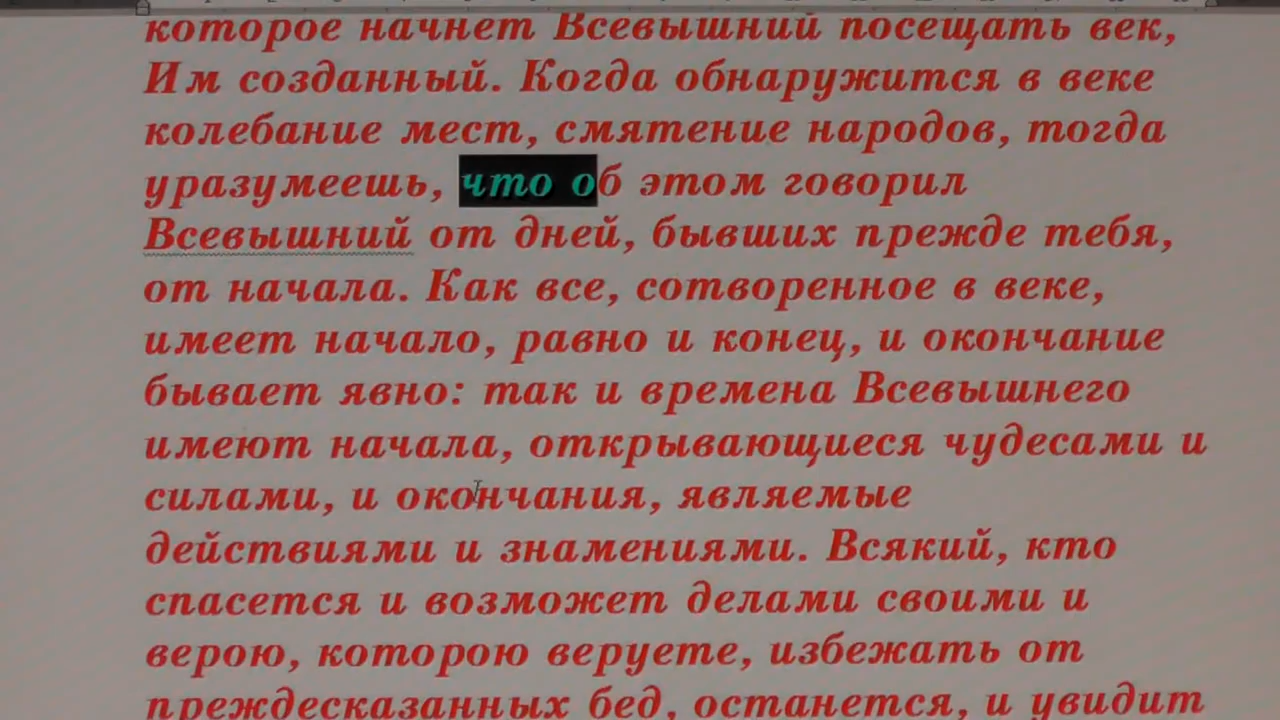 которое начнет Всевышний посещать век,
Им созданный. Когда обнаружится в веке
колебание мест, смятение народов, тогда
уразумеешь, что об этом говорил
Всевышний от дней, бывших прежде тебя,
от начала. Как все, сотворенное в веке,
имеет начало, равно и конец, и окончание
бывает явно: так и времена Всевышнего
имеют начала, открывающиеся чудесами и
силами, и окончания, являемые
действиями и знамениями. Всякий, кто
спасется и возможет делами своими и
верою, которою веруете, избежать от
преждесказанных бед, останется, и увидит